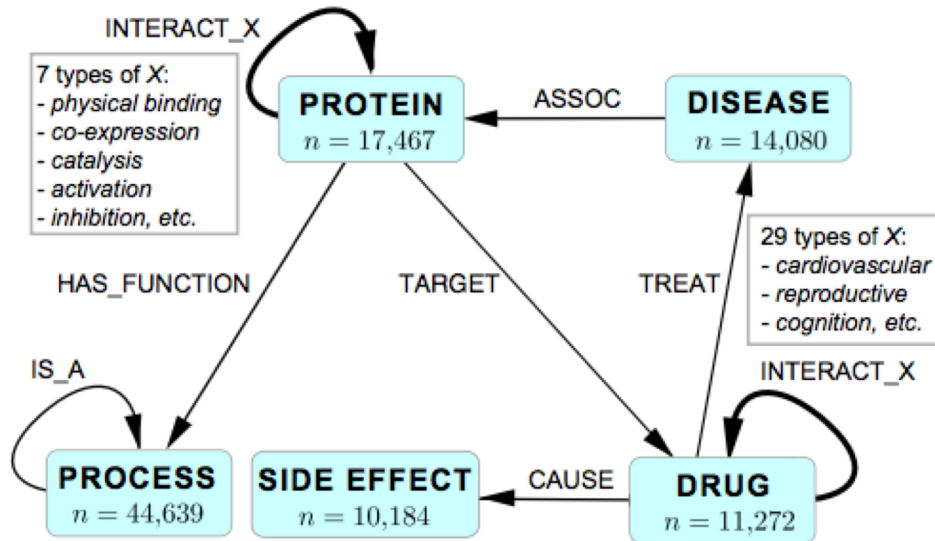 INTERACT_X
7 types of X:
- physical binding
- co-expression
- catalysis
- activation
- inhibition, etc.
PROTEIN
n = 17,467
ASSOC
DISEASE
n = 14,080
29 types of X:
- cardiovascular
- reproductive
- cognition, etc.
HAS_FUNCTION
TARGET
TREAT
IS_A
INTERACT_X
PROCESS
n = 44,639
SIDE EFFECT
n = 10,184
CAUSE
DRUG
n = 11,272